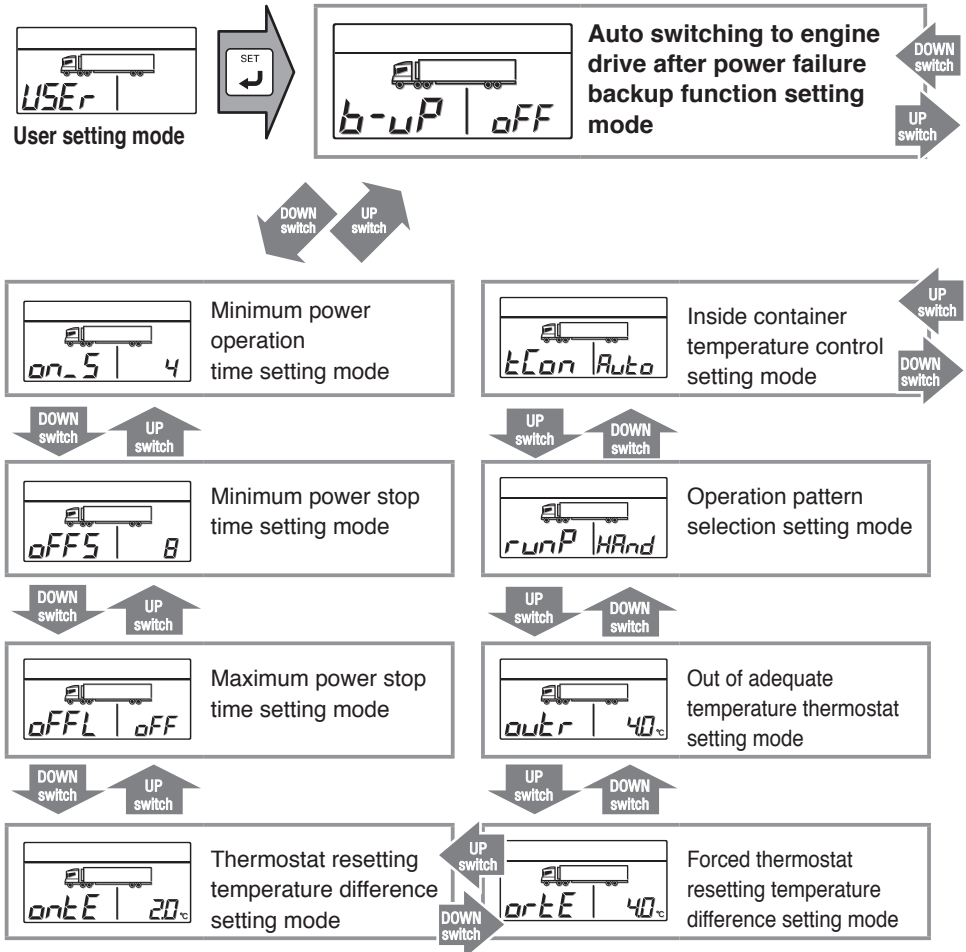 USEr
User setting mode
SET
b-uP oFF
Auto switching to engine
drive after power failure
backup function setting
mode
DOWN
switch
UP
switch
DOWN
switch
UP
switch
on_S 4
Minimum power
operation
time setting mode
DOWN
switch
UP
switch
oFFS 8
Minimum power stop
time setting mode
DOWN
switch
UP
switch
oFFL oFF
Maximum power stop
time setting mode
DOWN
switch
UP
switch
ontE 2.0 °C
Thermostat resetting
temperature difference
setting mode
UP
switch
DOWN
switch
tCon Auto
Inside container
temperature control
setting mode
UP
switch
DOWN
switch
UP
switch
DOWN
switch
runP HAnd
Operation pattern
selection setting mode
UP
switch
DOWN
switch
outr 4.0 °C
Out of adequate
temperature thermostat
setting mode
UP
switch
DOWN
switch
ortE 4.0 °C
Forced thermostat
resetting temperature
difference setting mode